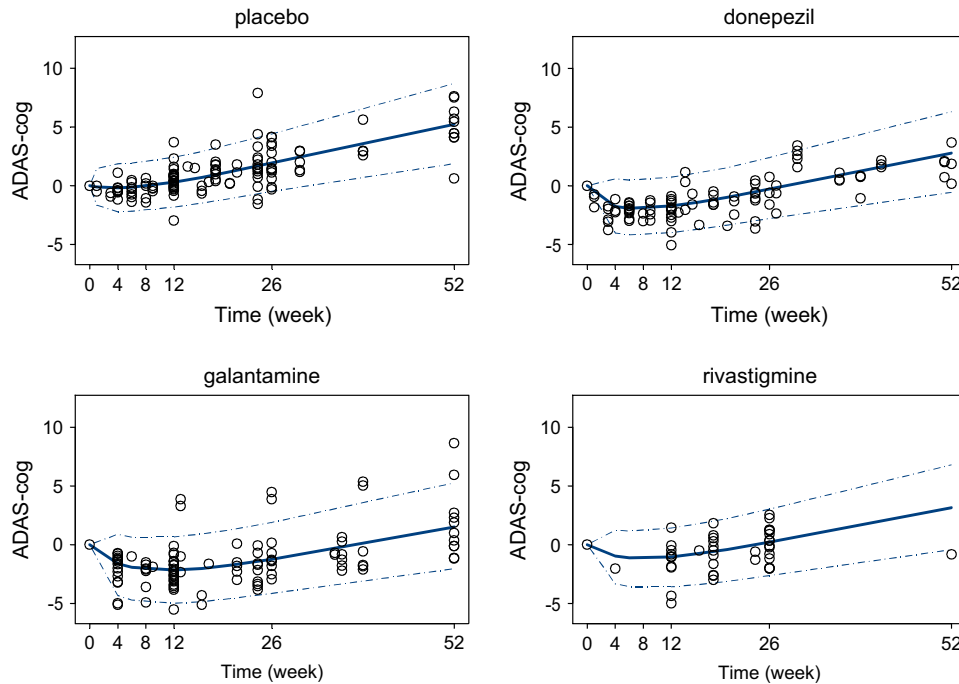 placebo
ADAS-cog
10
5
0
-5
0 4 8 12 26 52
Time (week)
donepezil
ADAS-cog
10
5
0
-5
0 4 8 12 26 52
Time (week)
galantamine
ADAS-cog
10
5
0
-5
0 4 8 12 26 52
Time (week)
rivastigmine
ADAS-cog
10
5
0
-5
0 4 8 12 26 52
Time (week)